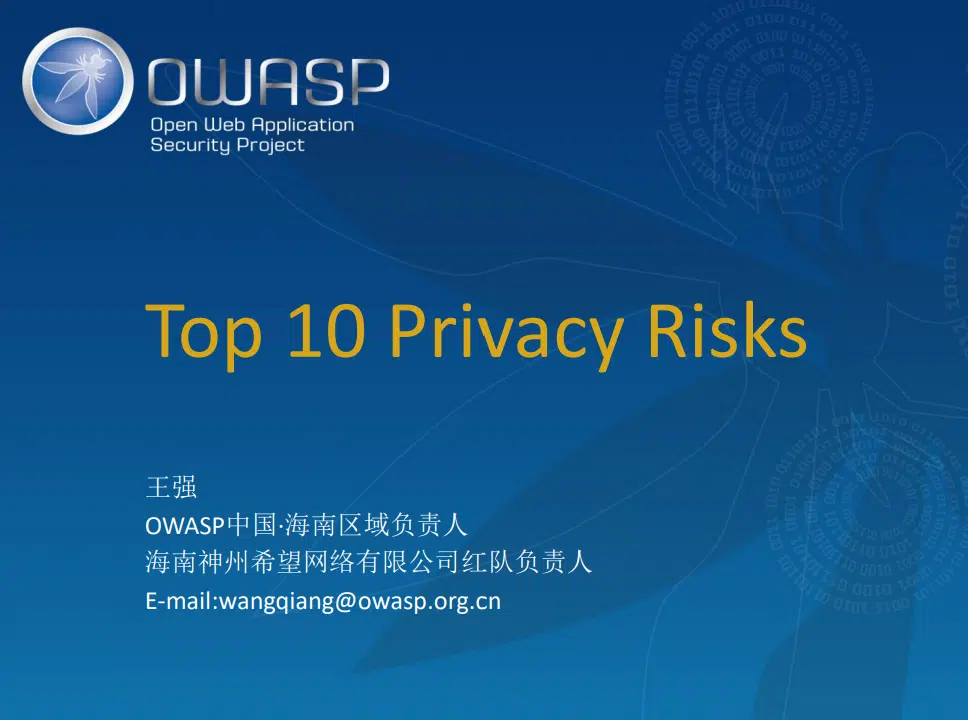 OWASP
Open Web Application
Security Project
Top 10 Privacy Risks
王强
OWASP中国·海南区域负责人
海南神州希望网络有限公司红队负责人
E-mail:wangqiang@owasp.org.cn